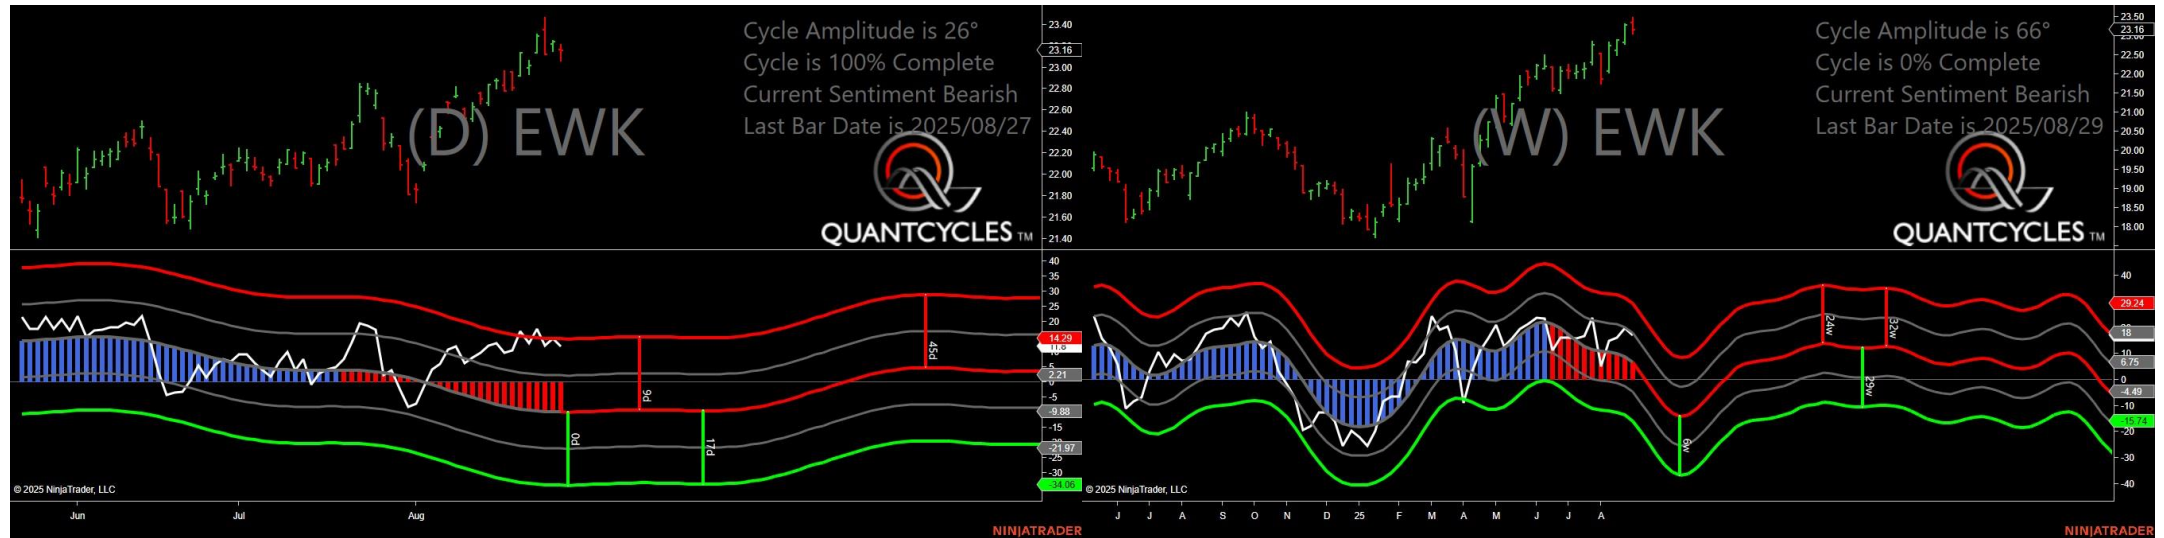 Cycle Amplitude is 26°
Cycle is 100% Complete
Current Sentiment Bearish
Last Bar Date is 2025/08/27
(D) EWK
QUANTCYCLES TM
23.40
23.16
23.00
22.80
22.60
22.40
22.20
22.00
21.80
21.60
21.40
40
35
30
25
20
14.29
11.8
2.21
-5
-9.88
-21.97
-25
-30
-34.06
45d
9d
0d
17d
© 2025 NinjaTrader, LLC
Jun
Jul
Aug
NINJATRADER
Cycle Amplitude is 66°
Cycle is 0% Complete
Current Sentiment Bearish
Last Bar Date is 2025/08/29
(W) EWK
QUANTCYCLES TM
23.50
23.16
22.50
22.00
21.50
21.00
20.50
20.00
19.50
19.00
18.50
18.00
40
29.24
18
10
6.75
0
-4.49
-10
-15.74
-20
-30
-40
24w
32w
29w
6w
© 2025 NinjaTrader, LLC
J
J
A
S
O
N
D
25
F
M
A
M
J
J
A
NINJATRADER